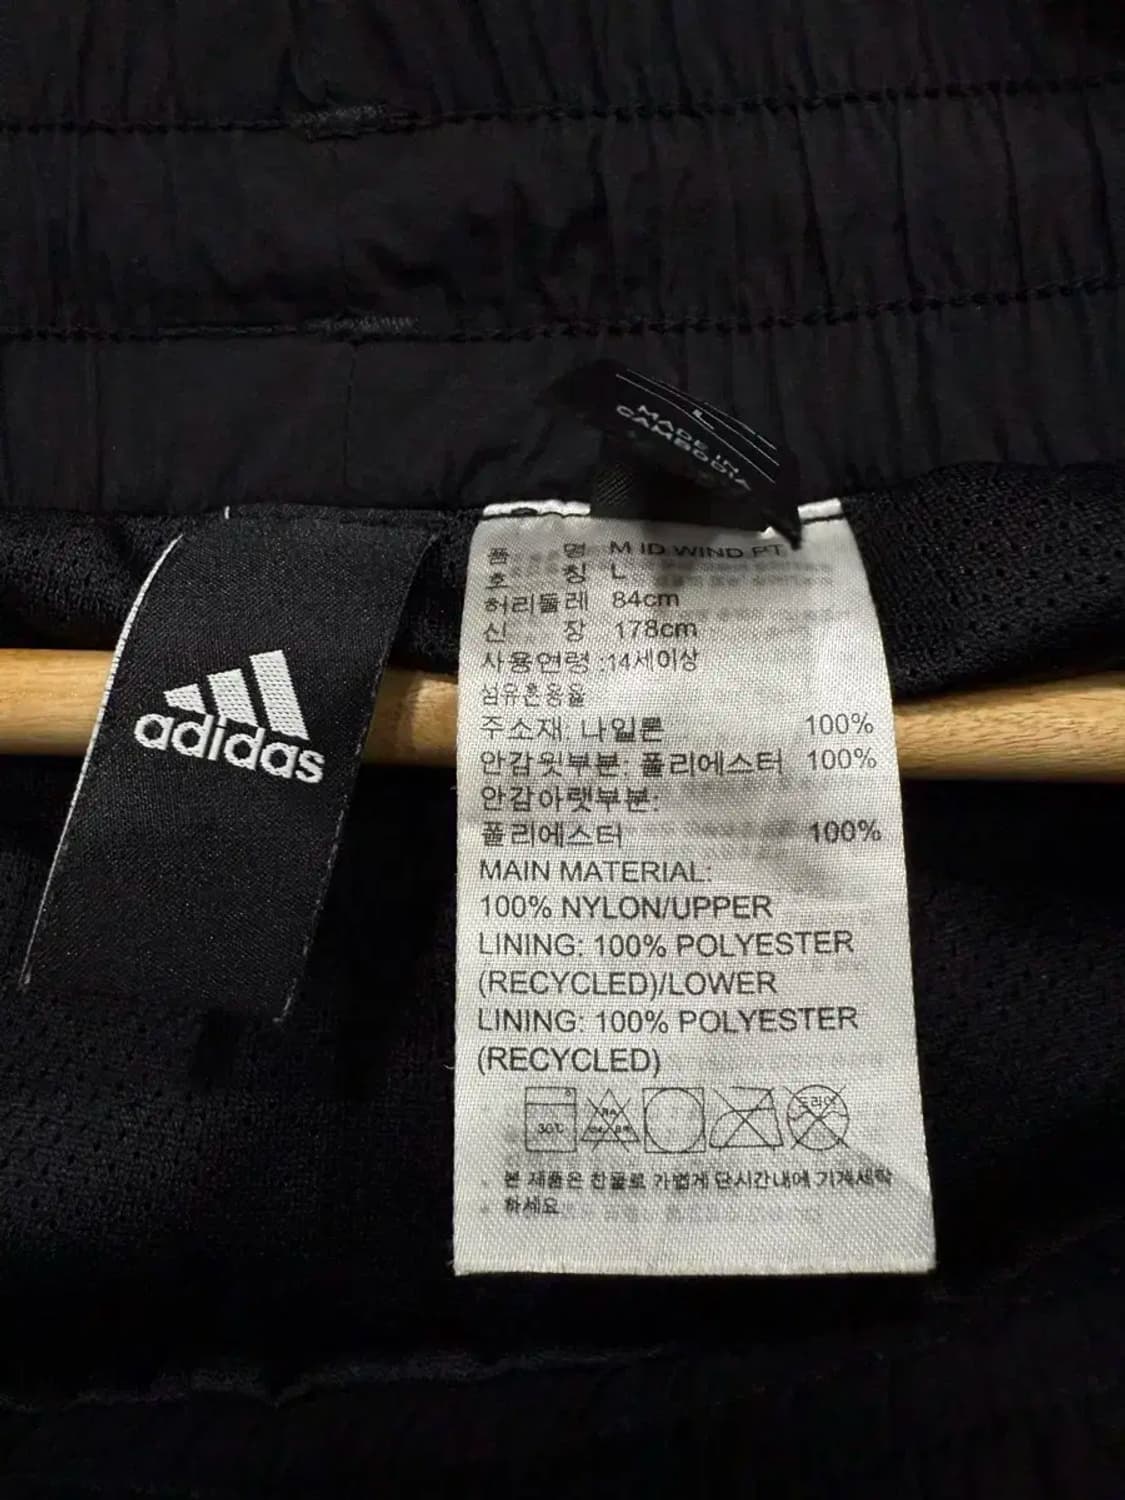 L
MADE IN
CAMBODIA
adidas
품 명 M ID WIND PT
호 칭 L
허리둘레 84cm
신 장 178cm
사용연령 :14세이상
섬유혼용율
주소재: 나일론 100%
안감윗부분: 폴리에스터 100%
안감아랫부분:
폴리에스터 100%
MAIN MATERIAL:
100% NYLON/UPPER
LINING: 100% POLYESTER
(RECYCLED)/LOWER
LINING: 100% POLYESTER
(RECYCLED)
30℃ 드라이
본 제품은 찬물로 가볍게 단시간내에 기계세탁
하세요